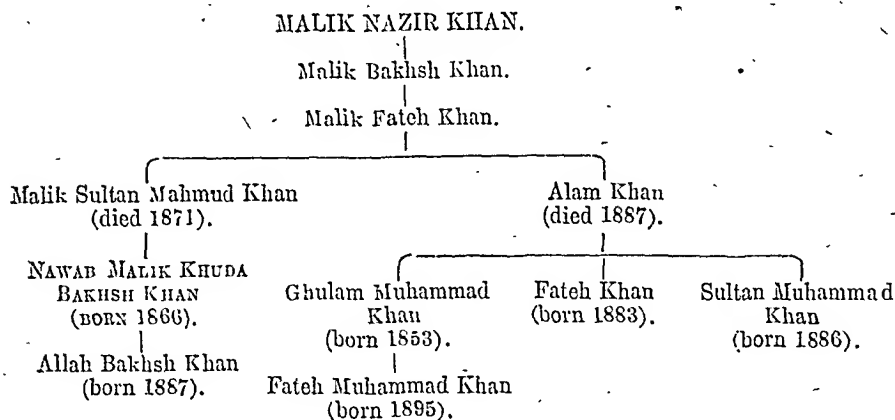 MALIK NAZIR KHAN.
Malik Bakhsh Khan.
Malik Fateh Khan.
Malik Sultan Mahmud Khan
(died 1871).
Alam Khan
(died 1887).
NAWAB MALIK KHUDA
BAKHSH KHAN
(BORN 1866).
Ghulam Muhammad
Khan
(born 1853).
Fateh Khan
(born 1883).
Sultan Muhammad
Khan
(born 1886).
Allah Bakhsh Khan
(born 1887).
Fateh Muhammad Khan
(born 1895).